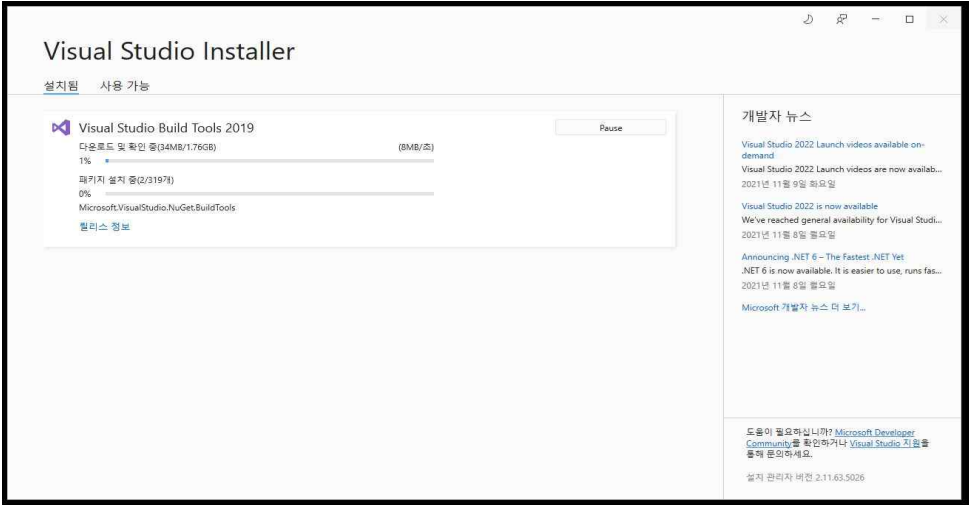 Visual Studio Installer
설치됨 사용 가능
Visual Studio Build Tools 2019
Pause
다운로드 및 확인 중(34MB/1.76GB) (8MB/초)
1%
패키지 설치 중(2/319개)
0%
Microsoft.VisualStudio.NuGet.BuildTools
릴리스 정보
개발자 뉴스
Visual Studio 2022 Launch videos available on-
demand
Visual Studio 2022 Launch videos are now availab...
2021년 11월 9일 화요일
Visual Studio 2022 is now available
We've reached general availability for Visual Studi...
2021년 11월 8일 월요일
Announcing .NET 6 – The Fastest .NET Yet
.NET 6 is now available. It is easier to use, runs fas...
2021년 11월 8일 월요일
Microsoft 개발자 뉴스 더 보기...
도움이 필요하십니까? Microsoft Developer
Community를 확인하거나 Visual Studio 지원을
통해 문의하세요.
설치 관리자 버전 2.11.63.5026